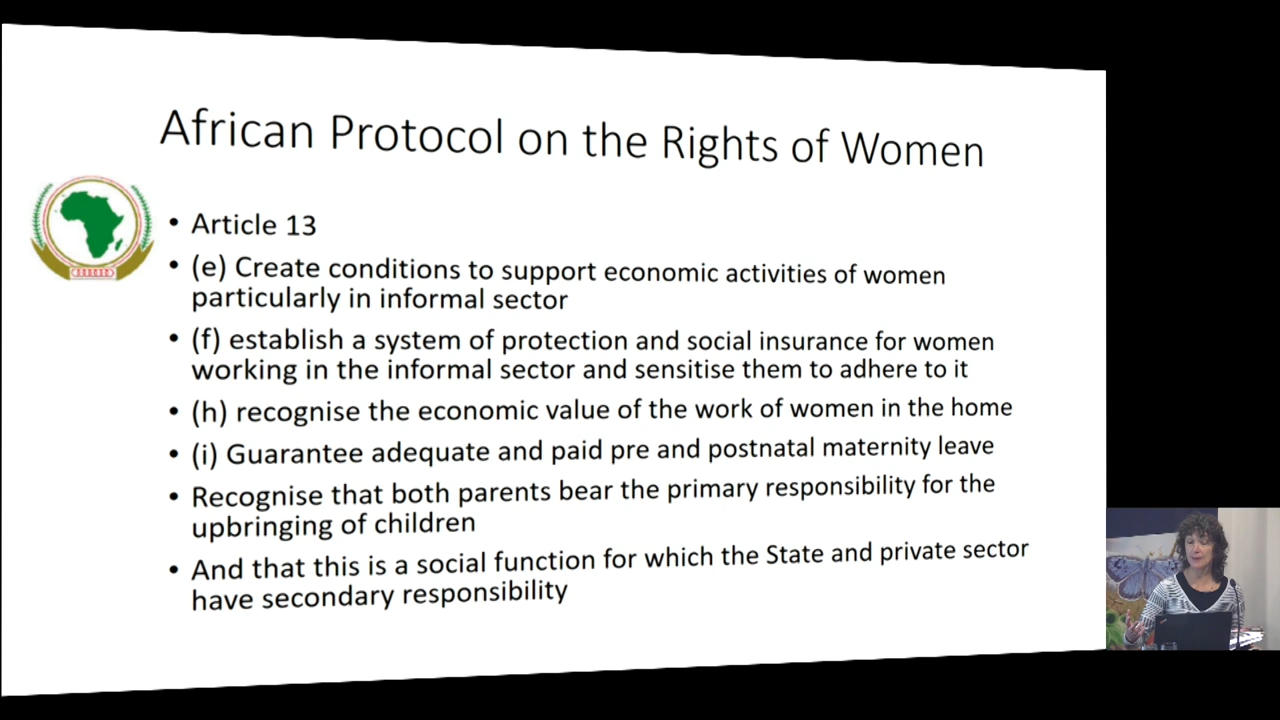 African Protocol on the Rights of Women
• Article 13
• (e) Create conditions to support economic activities of women
particularly in informal sector
• (f) establish a system of protection and social insurance for women
working in the informal sector and sensitise them to adhere to it
• (h) recognise the economic value of the work of women in the home
• (i) Guarantee adequate and paid pre and postnatal maternity leave
• Recognise that both parents bear the primary responsibility for the
upbringing of children
• And that this is a social function for which the State and private sector
have secondary responsibility